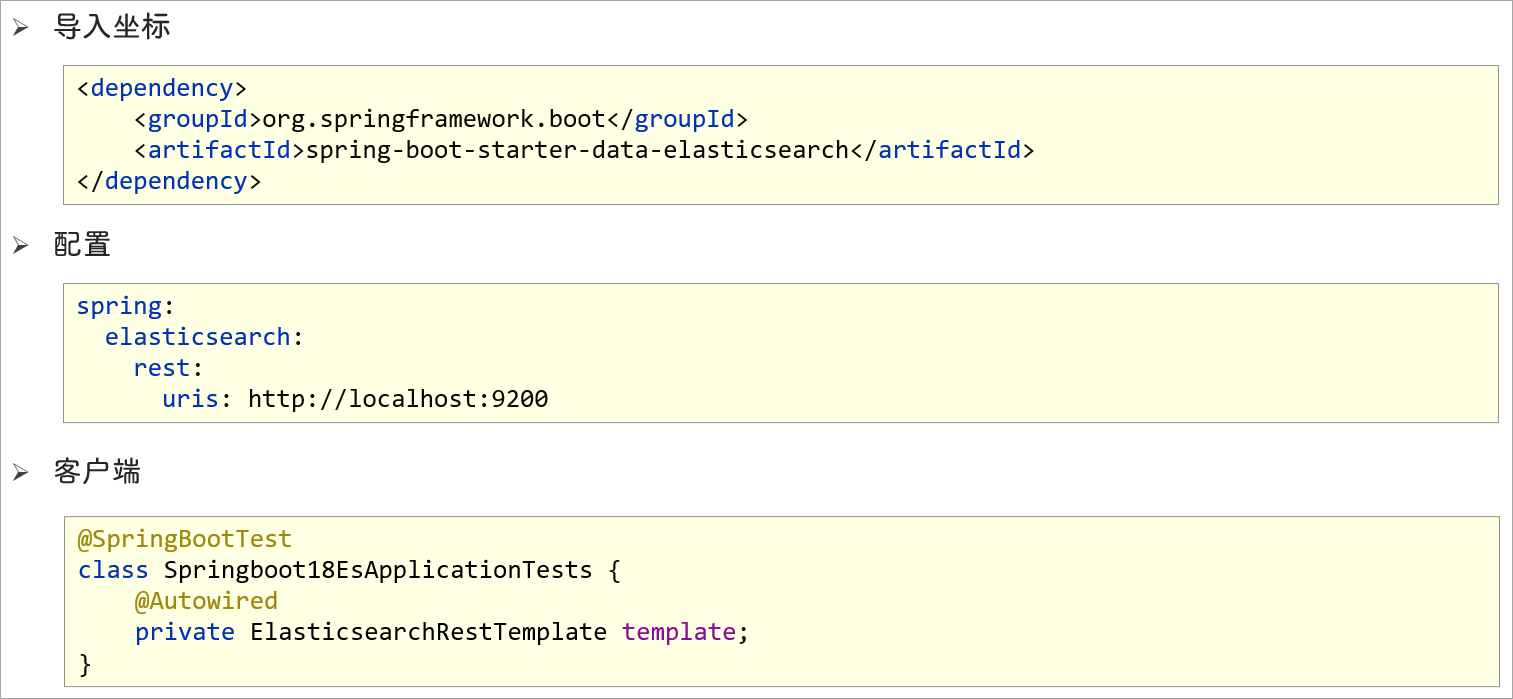 导入坐标
<dependency>
    <groupId>org.springframework.boot</groupId>
    <artifactId>spring-boot-starter-data-elasticsearch</artifactId>
</dependency>
配置
spring:
  elasticsearch:
    rest:
      uris: http://localhost:9200
客户端
@SpringBootTest
class Springboot18EsApplicationTests {
    @Autowired
    private ElasticsearchRestTemplate template;
}